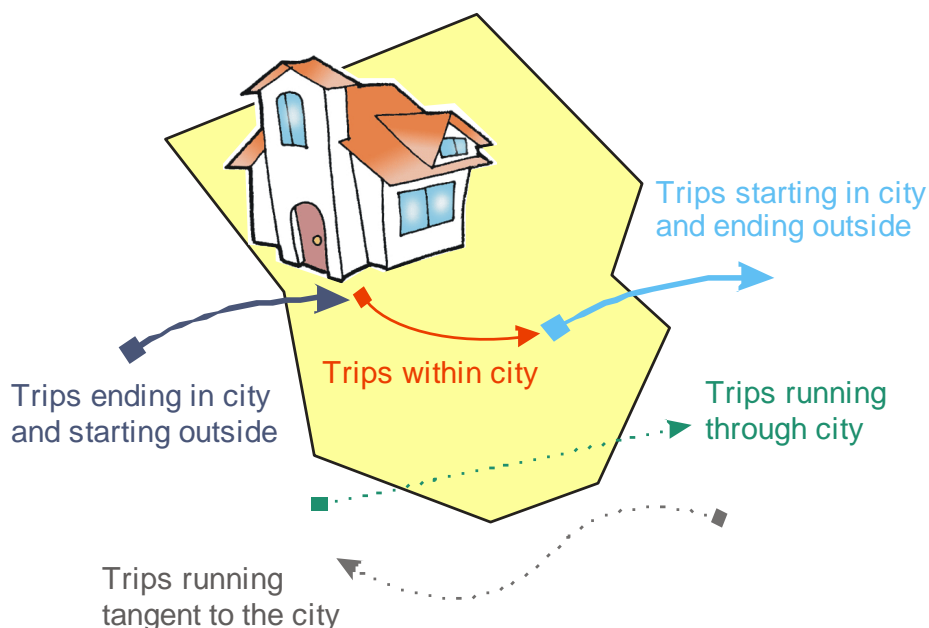 Trips starting in city
and ending outside
Trips within city
Trips ending in city
and starting outside
Trips running
through city
Trips running
tangent to the city